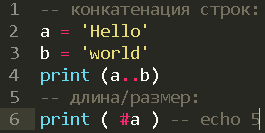 1 -- конкатенация строк:
2 a = 'Hello'
3 b = 'world'
4 print (a..b)
5 -- длина/размер:
6 print ( #a ) -- echo 5